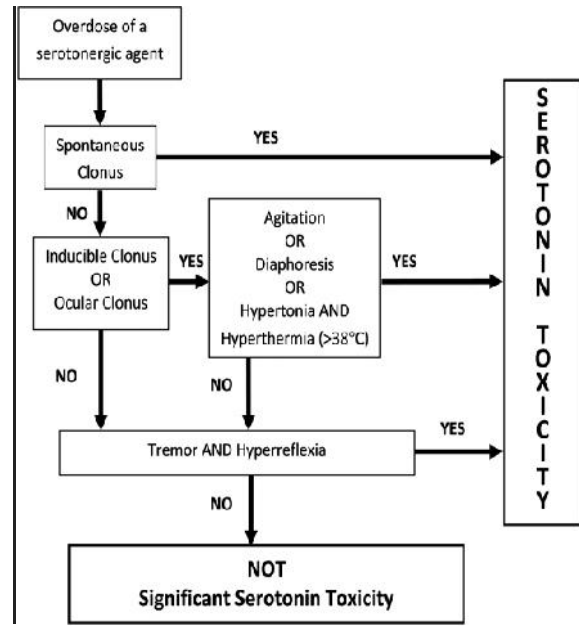 Overdose of a
serotonergic agent
Spontaneous
Clonus
YES
NO
Inducible Clonus
OR
Ocular Clonus
YES
Agitation
OR
Diaphoresis
OR
Hypertonia AND
Hyperthermia (>38°C)
YES
NO
NO
Tremor AND Hyperreflexia
YES
NO
NOT
Significant Serotonin Toxicity
SEROTONIN TOXICITY